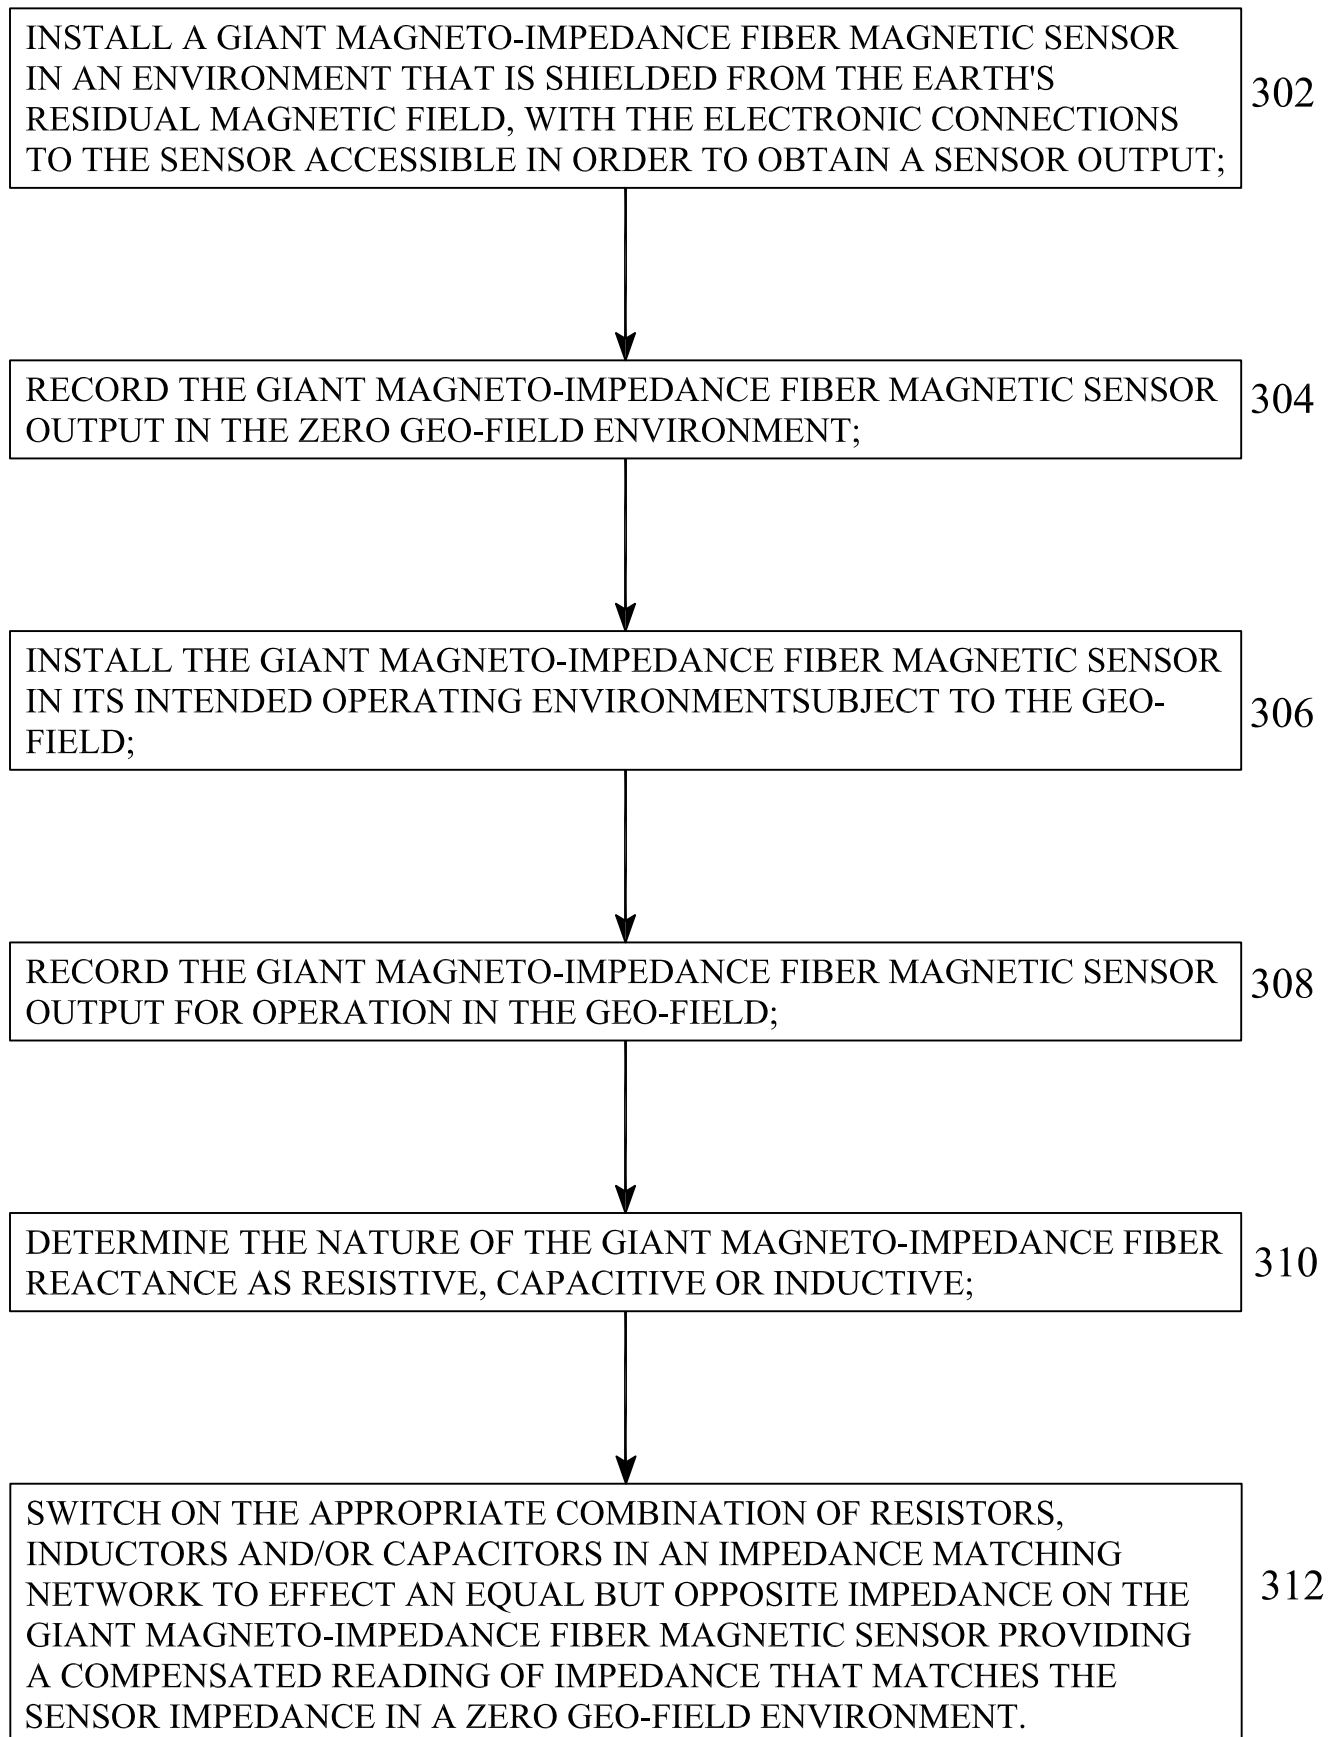 INSTALL A GIANT MAGNETO-IMPEDANCE FIBER MAGNETIC SENSOR
IN AN ENVIRONMENT THAT IS SHIELDED FROM THE EARTH'S
RESIDUAL MAGNETIC FIELD, WITH THE ELECTRONIC CONNECTIONS
TO THE SENSOR ACCESSIBLE IN ORDER TO OBTAIN A SENSOR OUTPUT;
302
RECORD THE GIANT MAGNETO-IMPEDANCE FIBER MAGNETIC SENSOR
OUTPUT IN THE ZERO GEO-FIELD ENVIRONMENT;
304
INSTALL THE GIANT MAGNETO-IMPEDANCE FIBER MAGNETIC SENSOR
IN ITS INTENDED OPERATING ENVIRONMENTSUBJECT TO THE GEO-
FIELD;
306
RECORD THE GIANT MAGNETO-IMPEDANCE FIBER MAGNETIC SENSOR
OUTPUT FOR OPERATION IN THE GEO-FIELD;
308
DETERMINE THE NATURE OF THE GIANT MAGNETO-IMPEDANCE FIBER
REACTANCE AS RESISTIVE, CAPACITIVE OR INDUCTIVE;
310
SWITCH ON THE APPROPRIATE COMBINATION OF RESISTORS,
INDUCTORS AND/OR CAPACITORS IN AN IMPEDANCE MATCHING
NETWORK TO EFFECT AN EQUAL BUT OPPOSITE IMPEDANCE ON THE
GIANT MAGNETO-IMPEDANCE FIBER MAGNETIC SENSOR PROVIDING
A COMPENSATED READING OF IMPEDANCE THAT MATCHES THE
SENSOR IMPEDANCE IN A ZERO GEO-FIELD ENVIRONMENT.
312